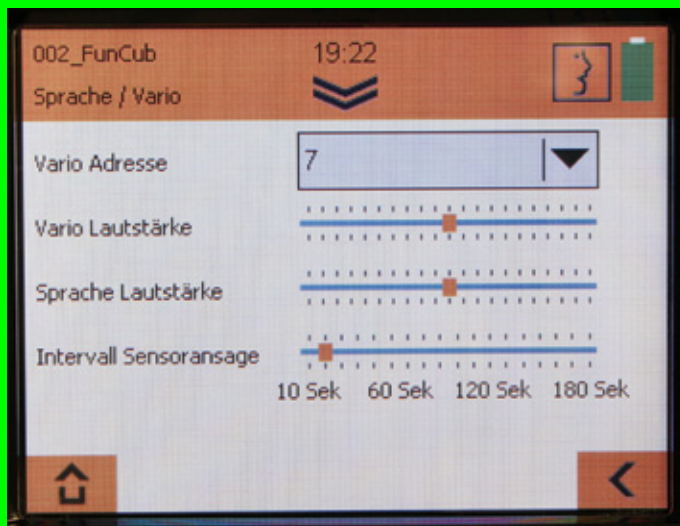 002_FunCub 19:22
Sprache / Vario
Vario Adresse 7
Vario Lautstärke
Sprache Lautstärke
Intervall Sensoransage
10 Sek 60 Sek 120 Sek 180 Sek